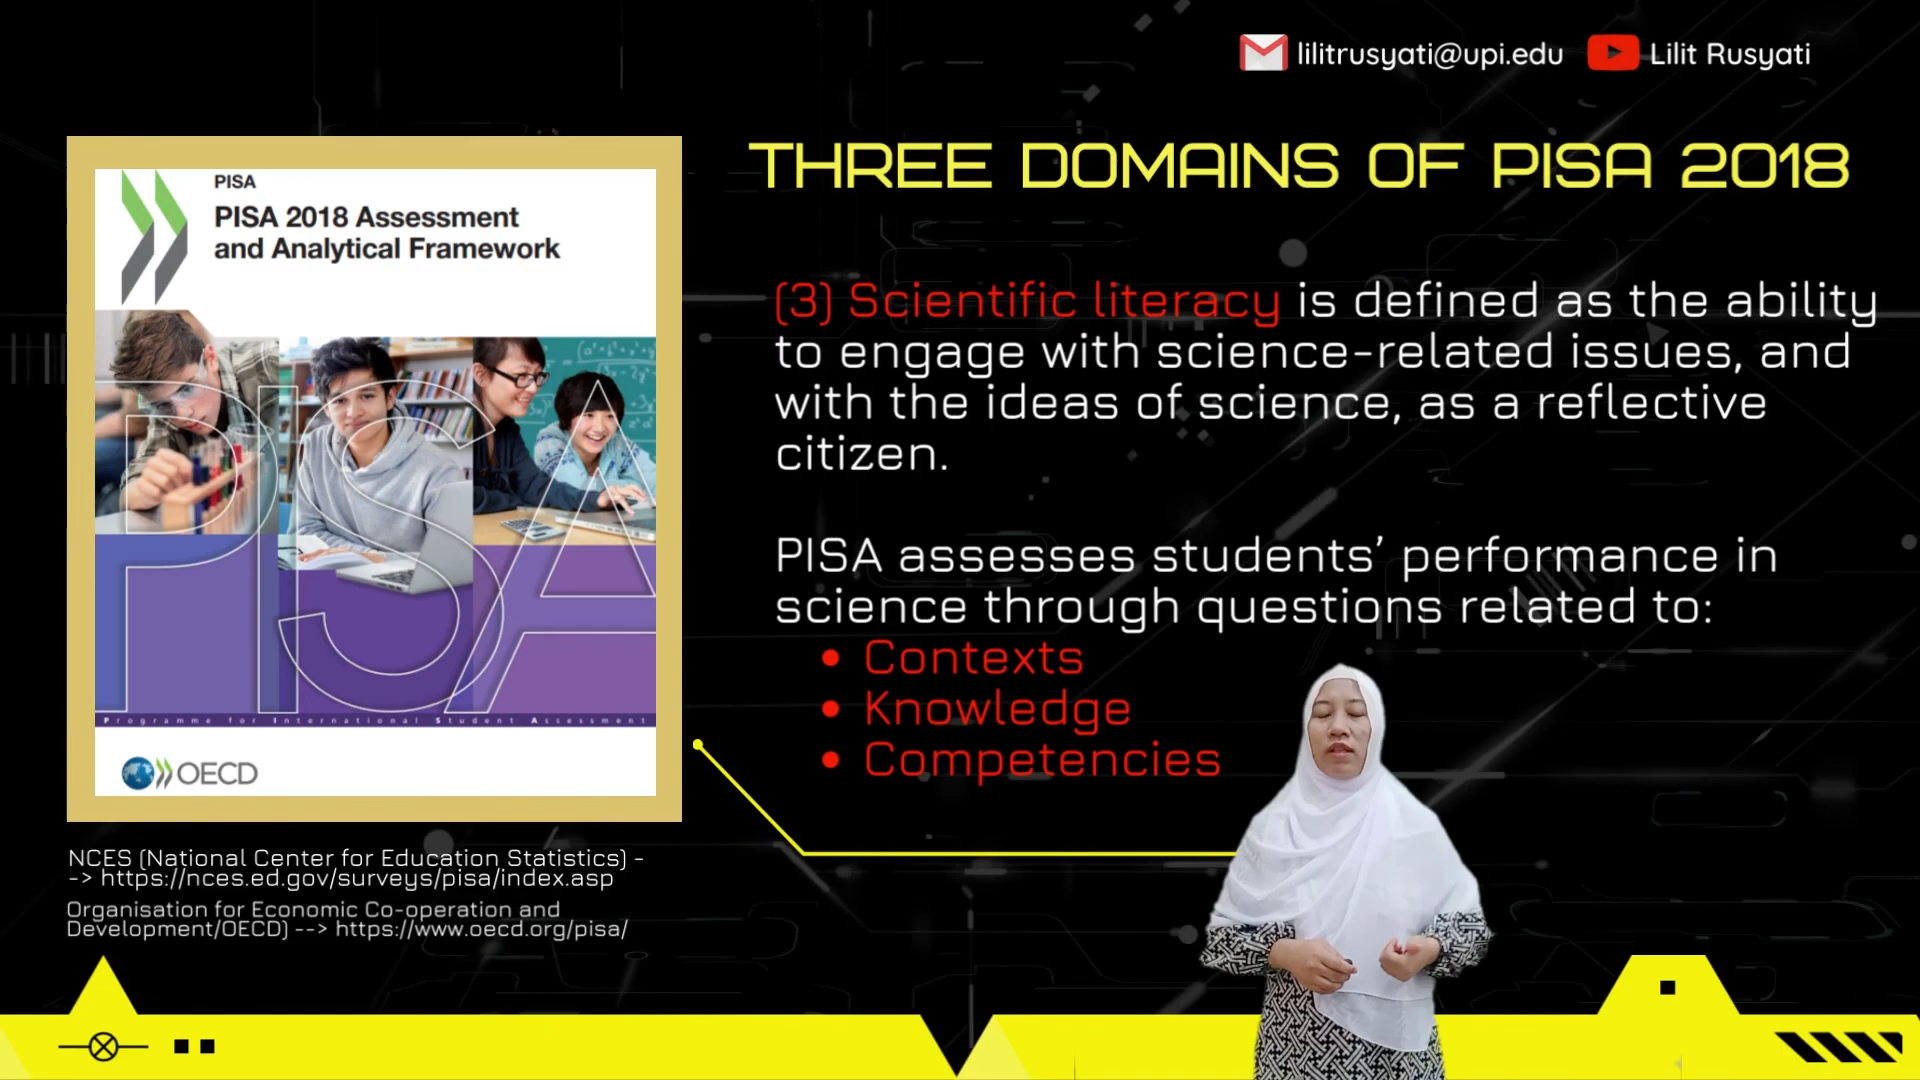 lilitrusyati@upi.edu Lilit Rusyati
THREE DOMAINS OF PISA 2018
PISA
PISA 2018 Assessment
and Analytical Framework
PISA
Programme for International Student Assessment
OECD
NCES (National Center for Education Statistics) -
-> https://nces.ed.gov/surveys/pisa/index.asp
Organisation for Economic Co-operation and
Development/OECD) --> https://www.oecd.org/pisa/
(3) Scientific literacy is defined as the ability
to engage with science-related issues, and
with the ideas of science, as a reflective
citizen.
PISA assesses students’ performance in
science through questions related to:
• Contexts
• Knowledge
• Competencies